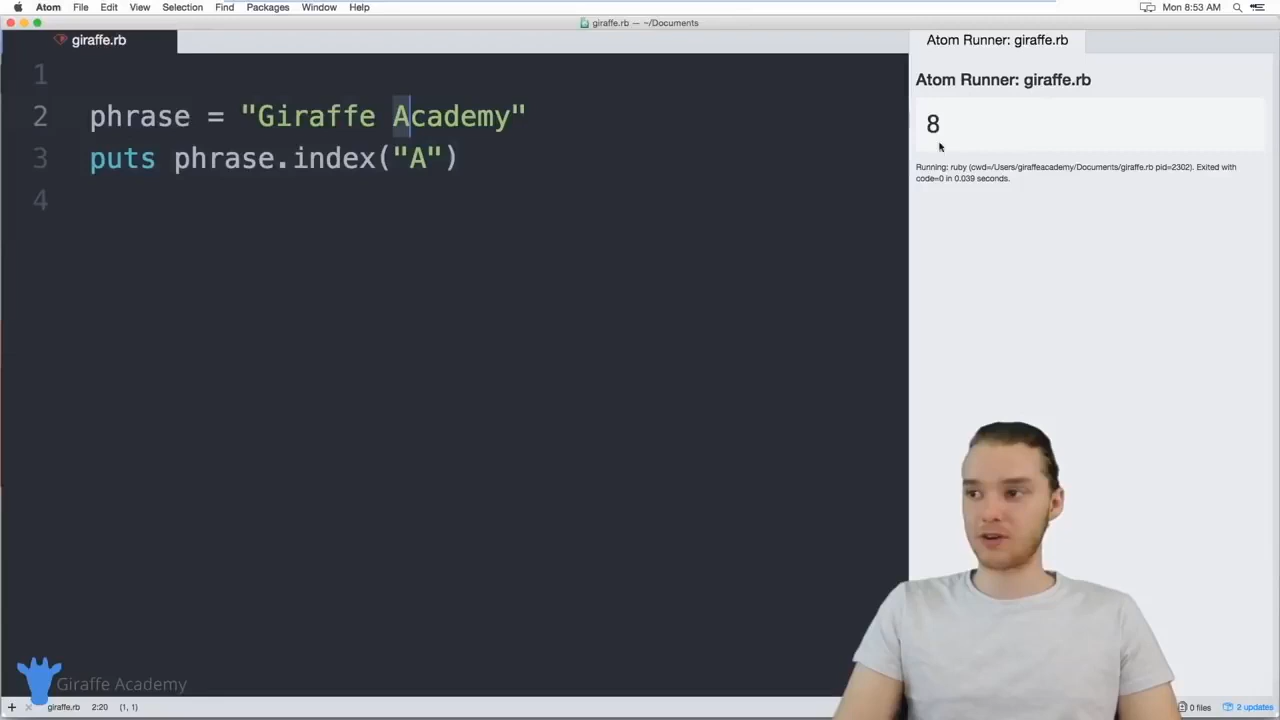 Atom File Edit View Selection Find Packages Window Help
Mon 8:53 AM
giraffe.rb — ~/Documents
giraffe.rb
Atom Runner: giraffe.rb
1
2 phrase = "Giraffe Academy"
3 puts phrase.index("A")
4
Atom Runner: giraffe.rb
8
Running: ruby (cwd=/Users/giraffeacademy/Documents/giraffe.rb pid=2302). Exited with
code=0 in 0.039 seconds.
Giraffe Academy
giraffe.rb 2:20 (1, 1)
0 files 2 updates